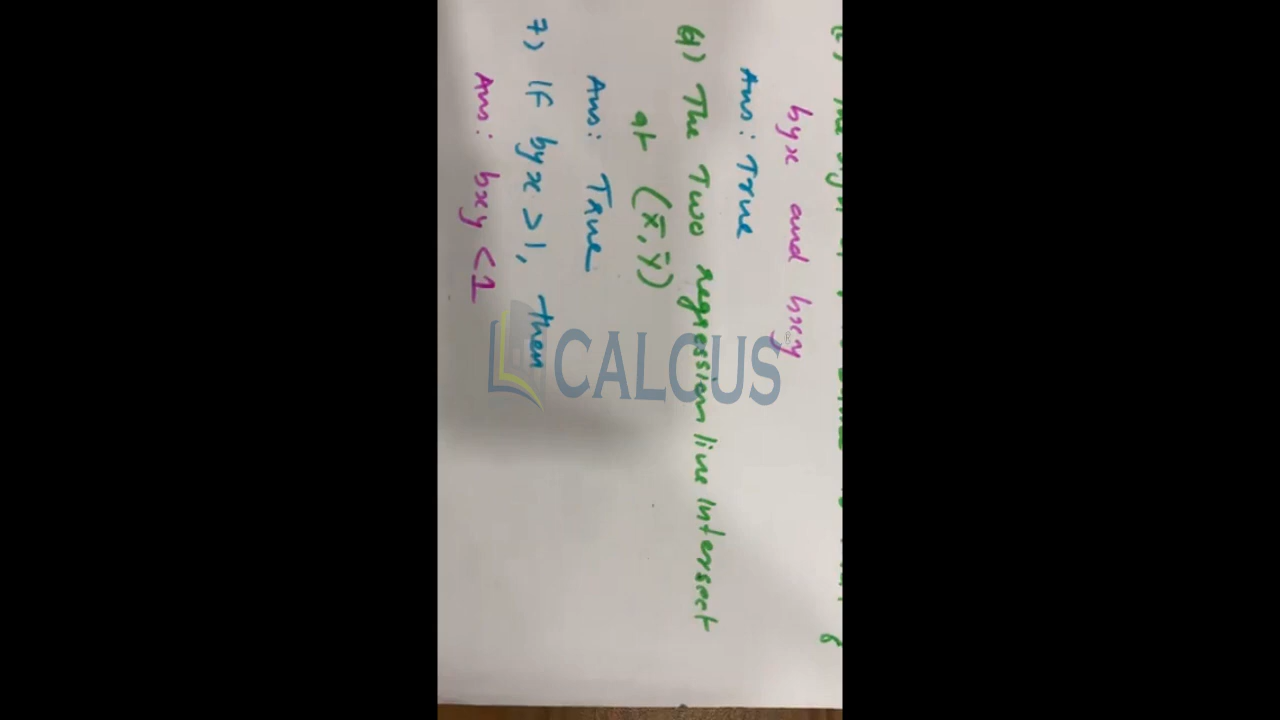 byx and bxy
Ans: True
6) The Two regression line Intersect
at (x̄, ȳ)
Ans: True
7) If byx >1, then
Ans: bxy <1
CALCUS